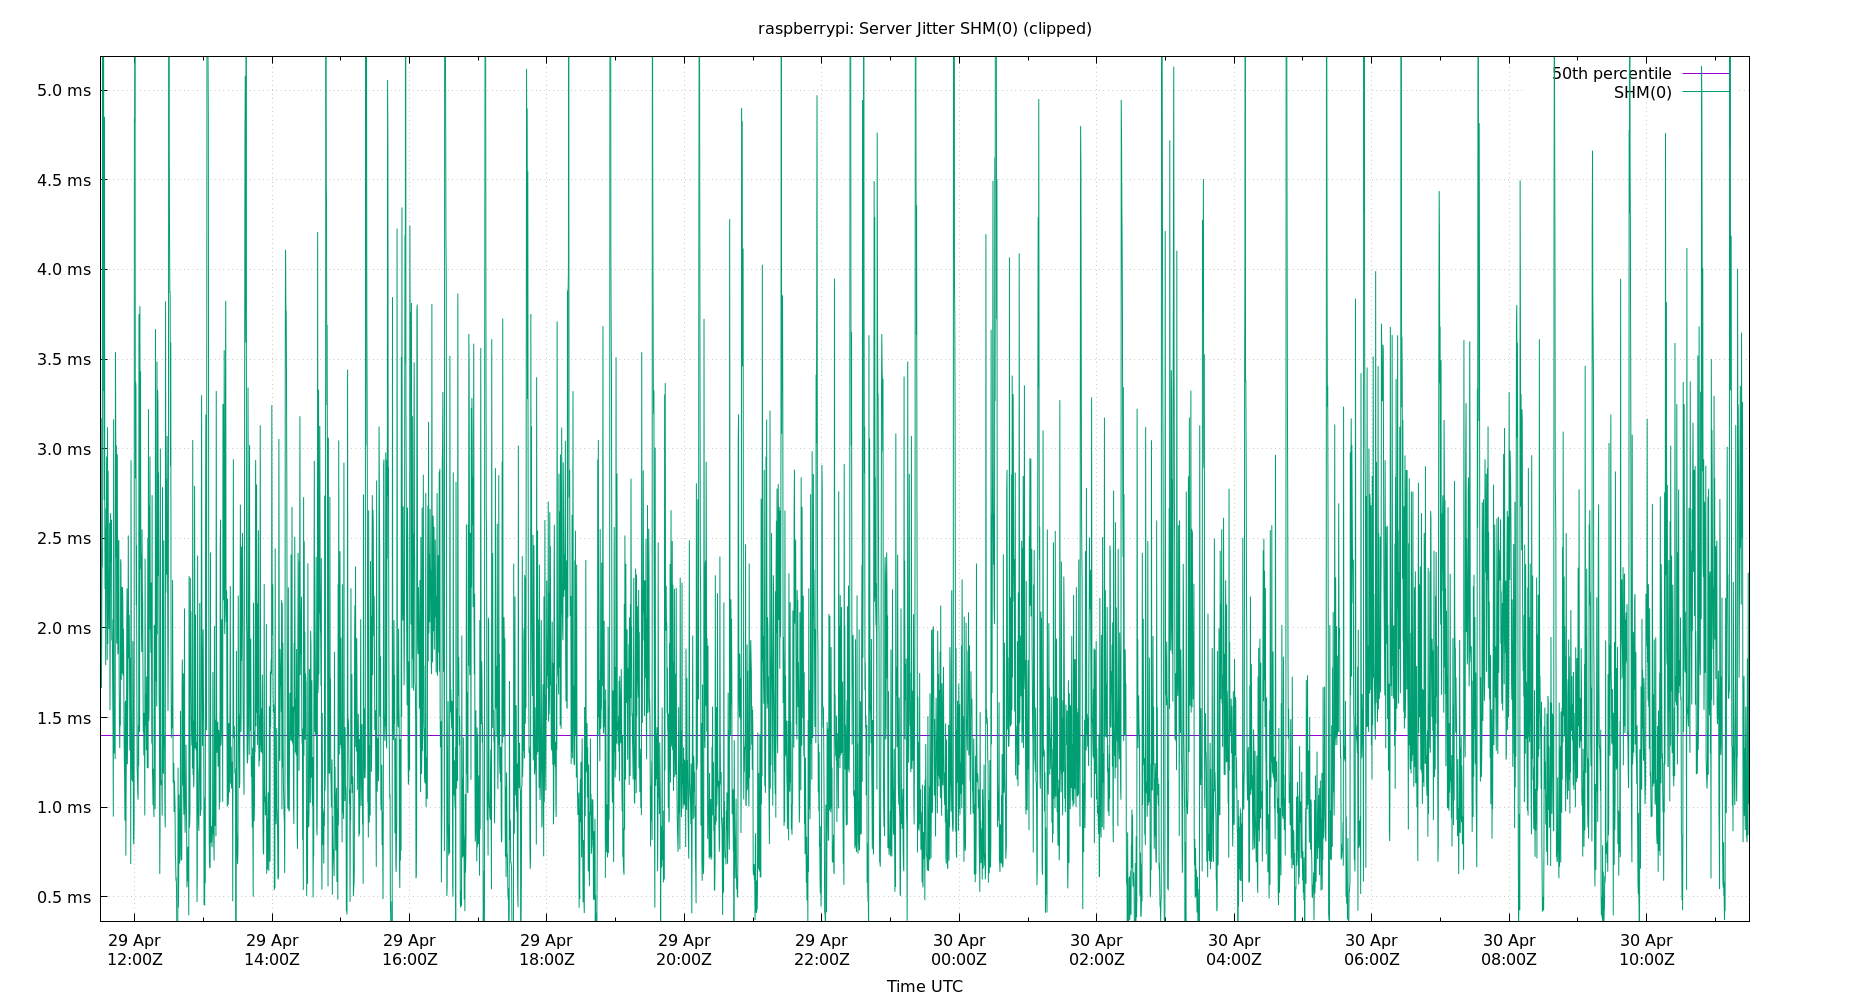 raspberrypi: Server Jitter SHM(0) (clipped)
50th percentile
SHM(0)
5.0 ms
4.5 ms
4.0 ms
3.5 ms
3.0 ms
2.5 ms
2.0 ms
1.5 ms
1.0 ms
0.5 ms
29 Apr 29 Apr 29 Apr 29 Apr 29 Apr 29 Apr 30 Apr 30 Apr 30 Apr 30 Apr 30 Apr 30 Apr
12:00Z 14:00Z 16:00Z 18:00Z 20:00Z 22:00Z 00:00Z 02:00Z 04:00Z 06:00Z 08:00Z 10:00Z
Time UTC